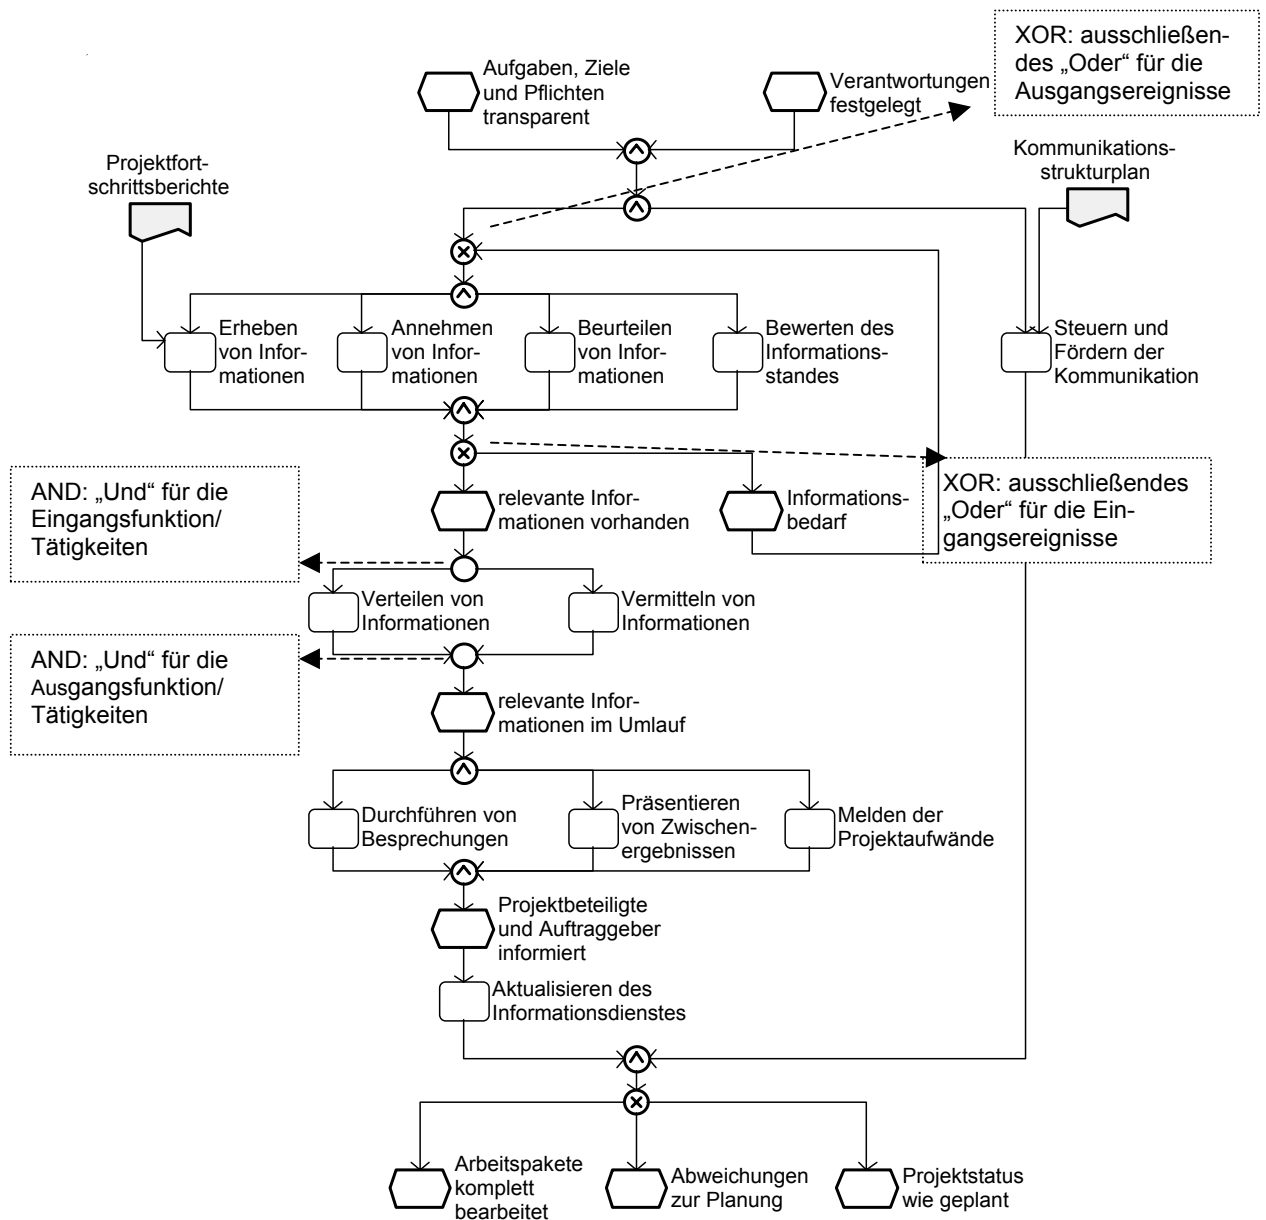 XOR: ausschließen-
des „Oder“ für die
Ausgangsereignisse
Aufgaben, Ziele
und Pflichten
transparent
Verantwortungen
festgelegt
Projektfort-
schrittsberichte
Kommunikations-
strukturplan
Erheben
von Infor-
mationen
Annehmen
von Infor-
mationen
Beurteilen
von Infor-
mationen
Bewerten des
Informations-
standes
Steuern und
Fördern der
Kommunikation
AND: „Und“ für die
Eingangsfunktion/
Tätigkeiten
relevante Infor-
mationen vorhanden
Informations-
bedarf
XOR: ausschließendes
„Oder“ für die Ein-
gangsereignisse
Verteilen von
Informationen
Vermitteln von
Informationen
AND: „Und“ für die
Ausgangsfunktion/
Tätigkeiten
relevante Infor-
mationen im Umlauf
Durchführen von
Besprechungen
Präsentieren
von Zwischen-
ergebnissen
Melden der
Projektaufwände
Projektbeteiligte
und Auftraggeber
informiert
Aktualisieren des
Informationsdienstes
Arbeitspakete
komplett
bearbeitet
Abweichungen
zur Planung
Projektstatus
wie geplant